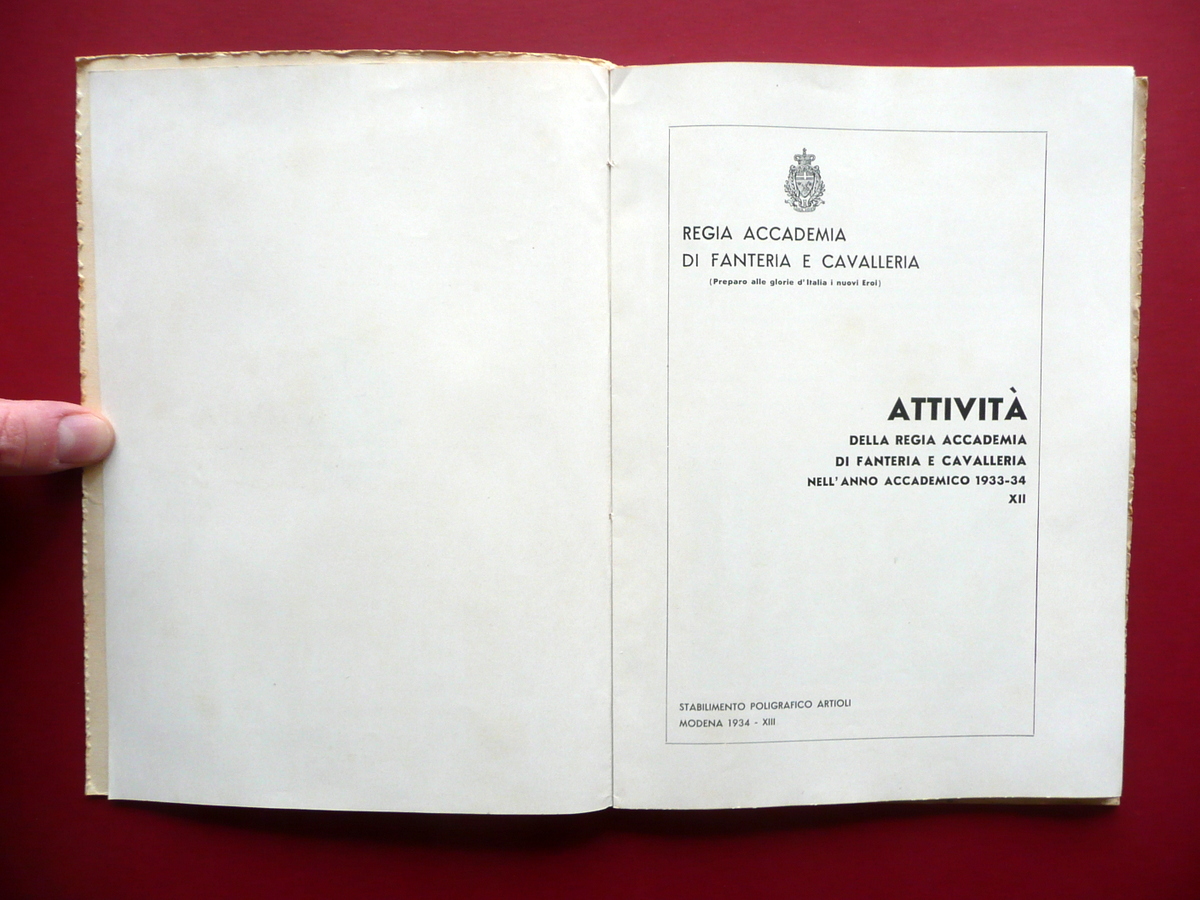 REGIA ACCADEMIA
DI FANTERIA E CAVALLERIA
(Preparo alle glorie d'Italia i nuovi Eroi)
ATTIVITÀ
DELLA REGIA ACCADEMIA
DI FANTERIA E CAVALLERIA
NELL'ANNO ACCADEMICO 1933-34
XII
STABILIMENTO POLIGRAFICO ARTIOLI
MODENA 1934 - XIII